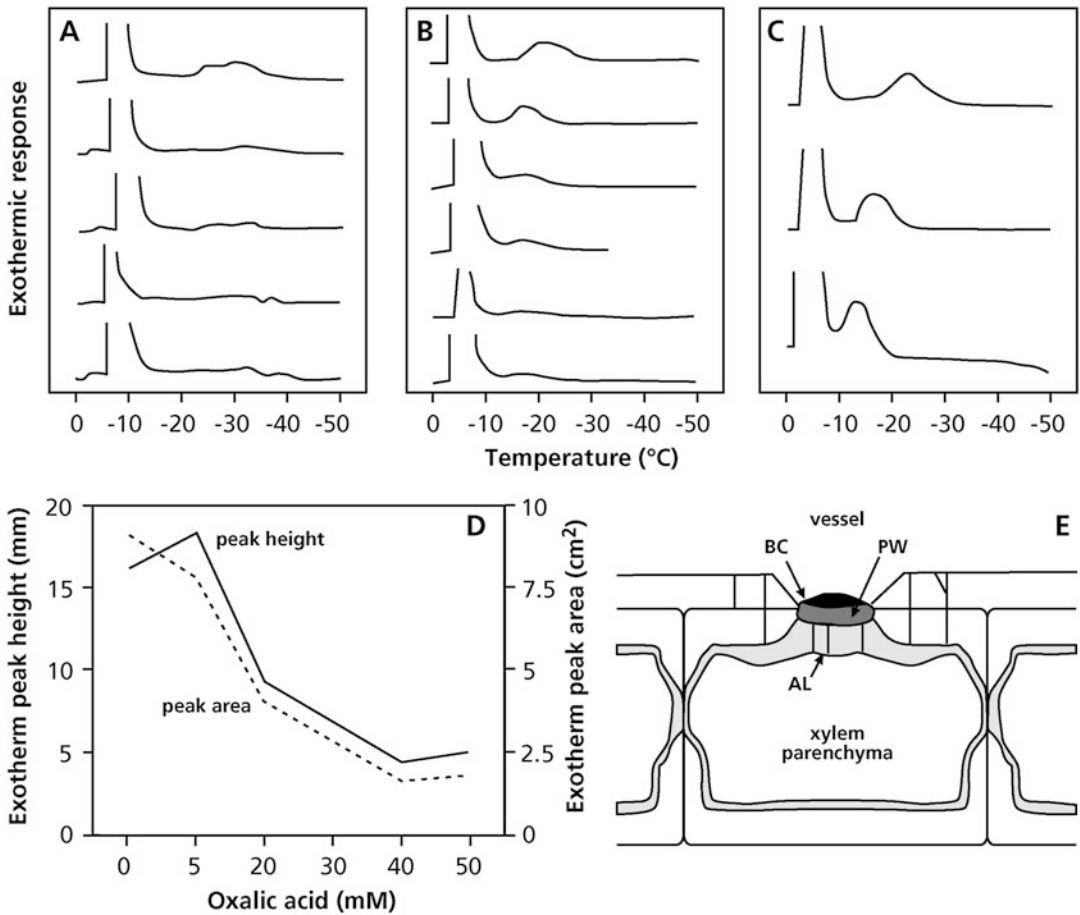 A
B
C
Exothermic response
0 -10 -20 -30 -40 -50
0 -10 -20 -30 -40 -50
0 -10 -20 -30 -40 -50
Temperature (°C)
D
20
15
10
5
0
Exotherm peak height (mm)
peak height
peak area
10
7.5
5
2.5
0
Exotherm peak area (cm²)
0 5 20 30 40 50
Oxalic acid (mM)
E
vessel
BC
PW
AL
xylem
parenchyma